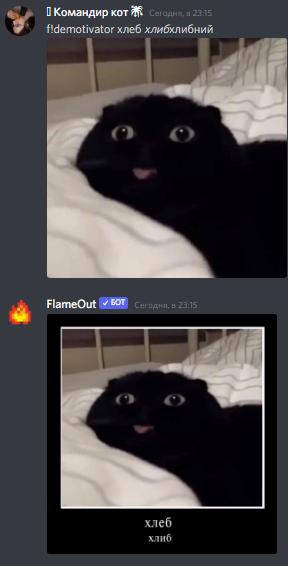 Командир кот Сегодня, в 23:15
f!demotivator хлеб хлибхлибний
FlameOut БОТ Сегодня, в 23:15
хлеб
хлиб